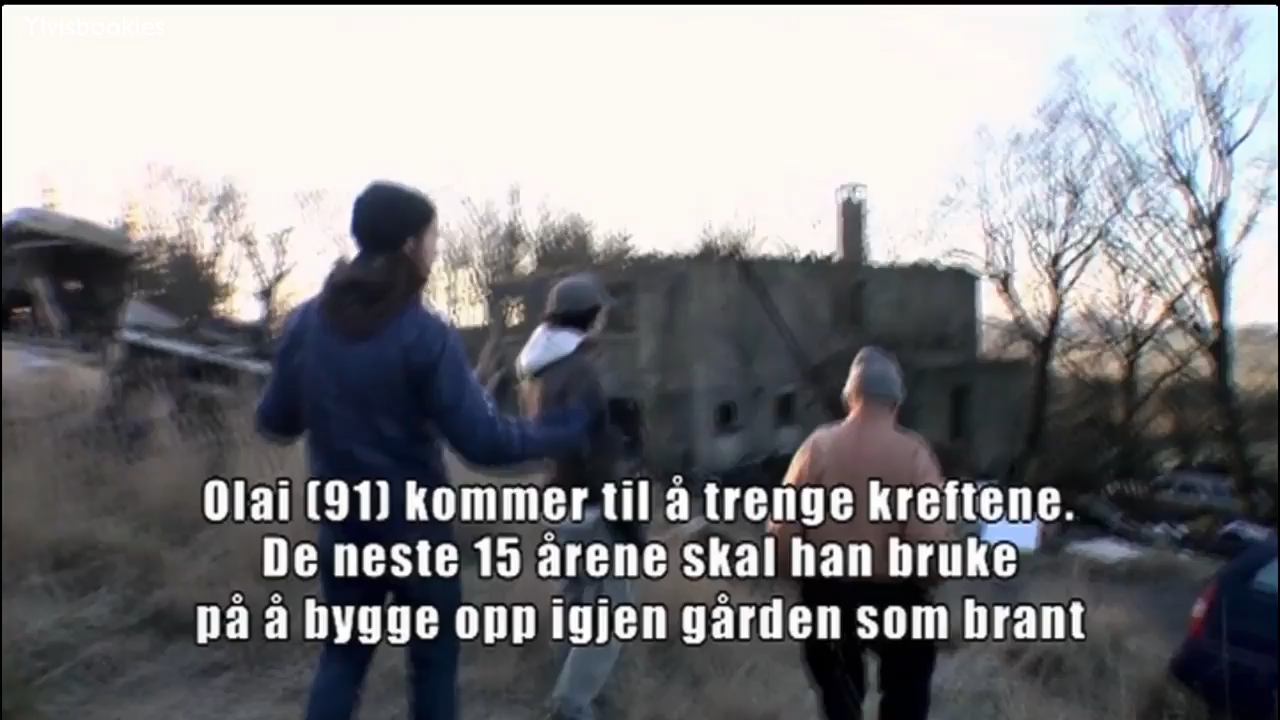 Ylvisbookies
Olai (91) kommer til å trenge kreftene.
De neste 15 årene skal han bruke
på å bygge opp igjen gården som brant